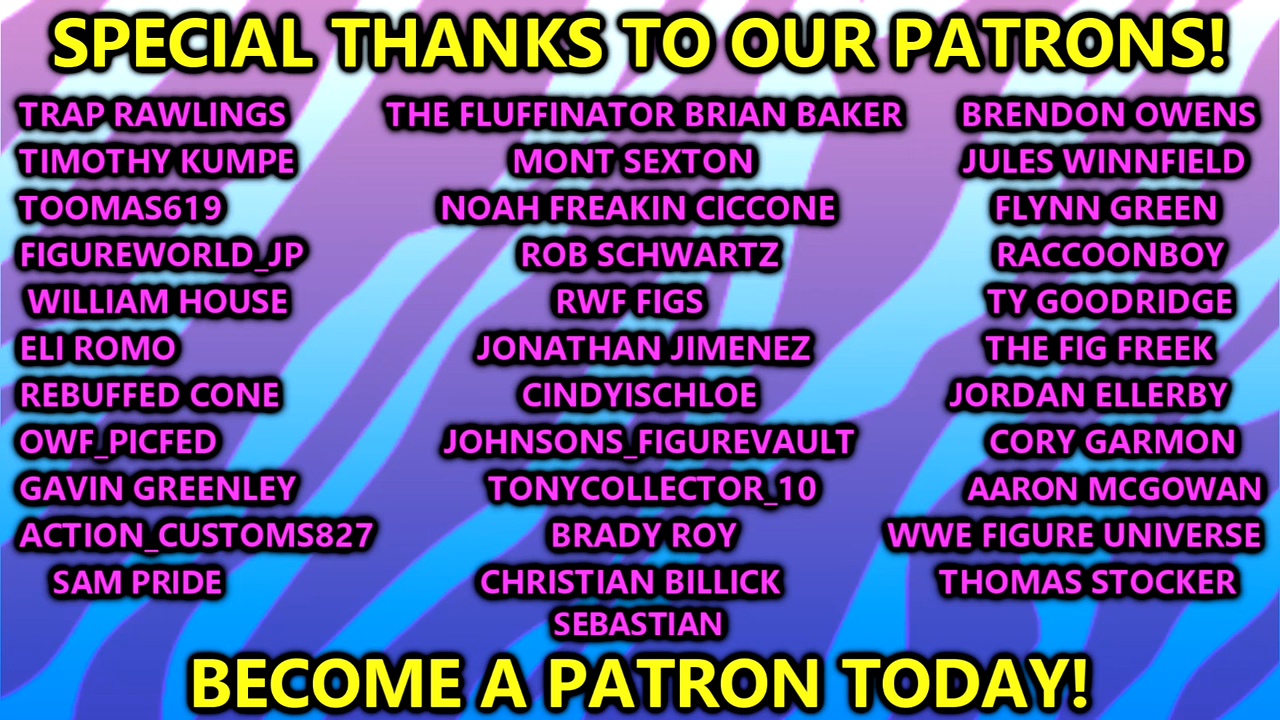 SPECIAL THANKS TO OUR PATRONS!
TRAP RAWLINGS
TIMOTHY KUMPE
TOOMAS619
FIGUREWORLD_JP
WILLIAM HOUSE
ELI ROMO
REBUFFED CONE
OWF_PICFED
GAVIN GREENLEY
ACTION_CUSTOMS827
SAM PRIDE
THE FLUFFINATOR BRIAN BAKER
MONT SEXTON
NOAH FREAKIN CICCONE
ROB SCHWARTZ
RWF FIGS
JONATHAN JIMENEZ
CINDYISCHLOE
JOHNSONS_FIGUREVAULT
TONYCOLLECTOR_10
BRADY ROY
CHRISTIAN BILLICK
SEBASTIAN
BRENDON OWENS
JULES WINNFIELD
FLYNN GREEN
RACCOONBOY
TY GOODRIDGE
THE FIG FREEK
JORDAN ELLERBY
CORY GARMON
AARON MCGOWAN
WWE FIGURE UNIVERSE
THOMAS STOCKER
BECOME A PATRON TODAY!